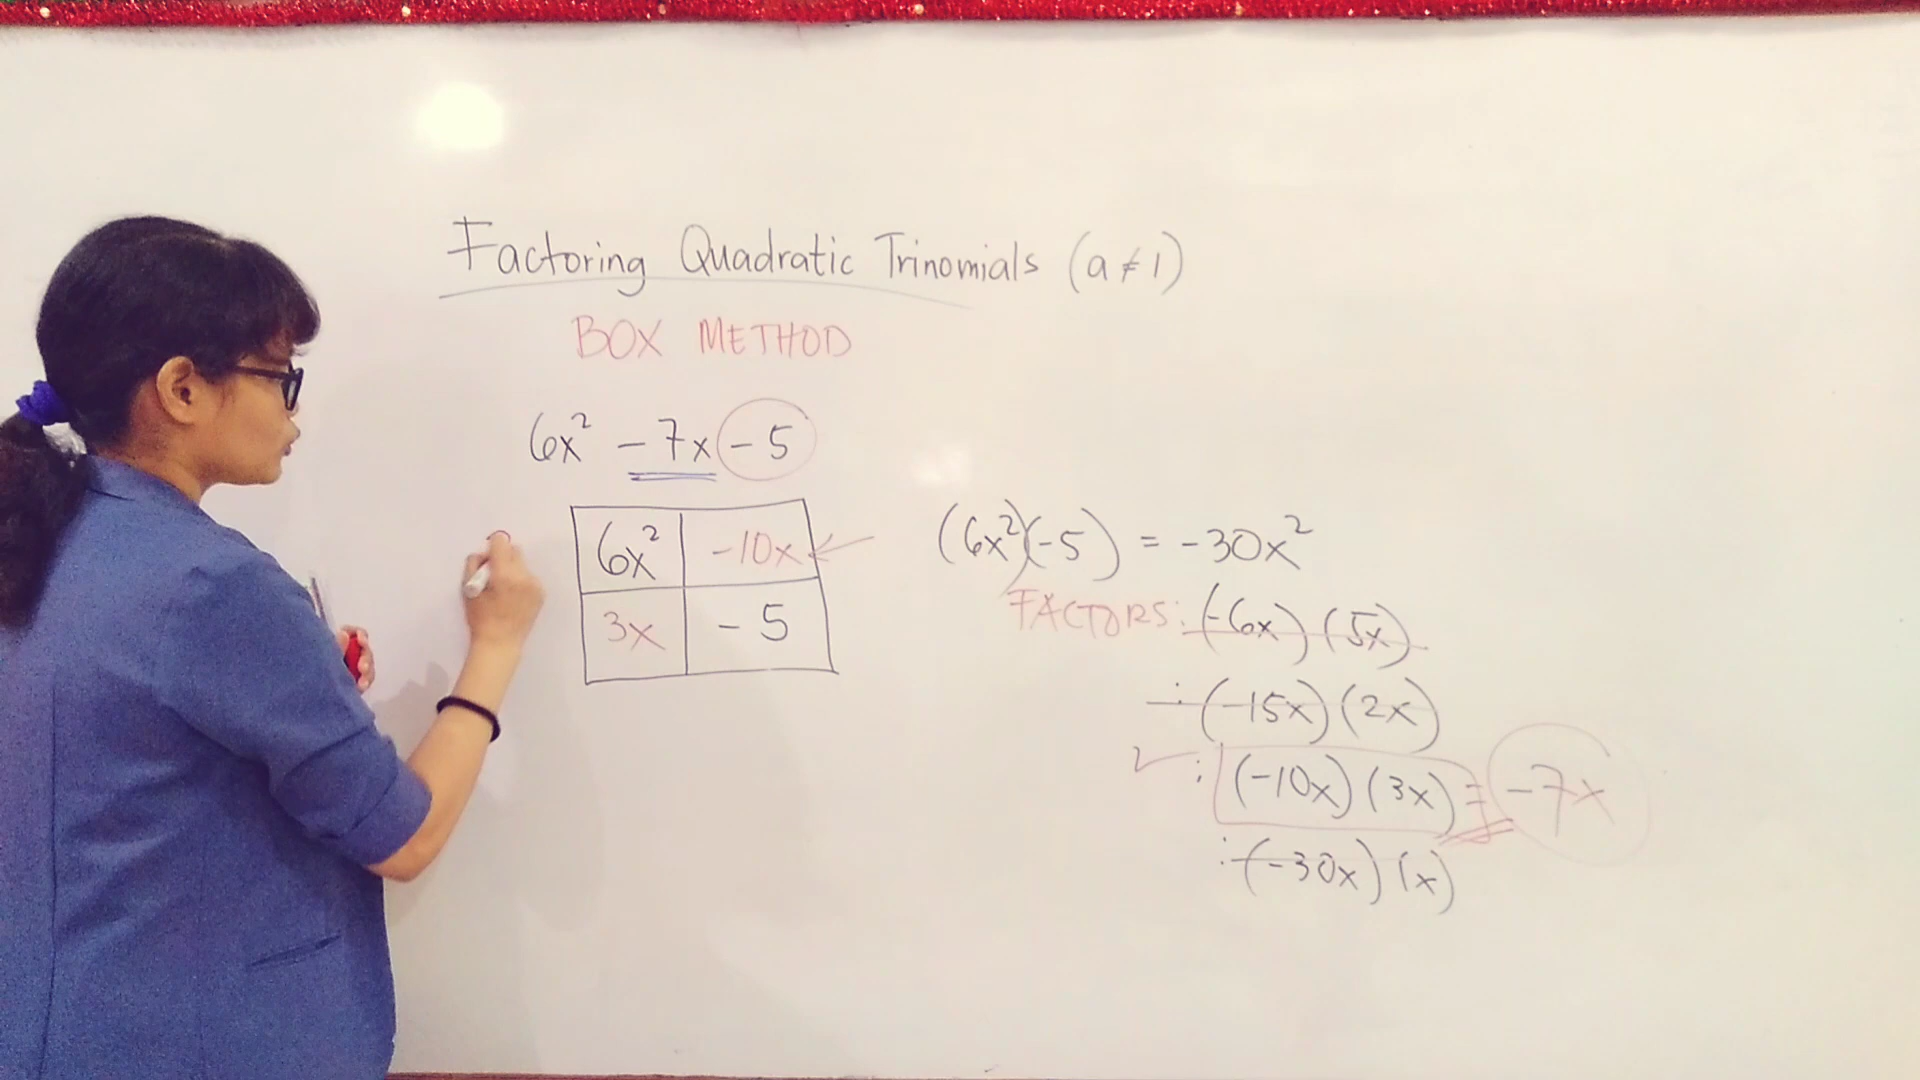 Factoring Quadratic Trinomials (a ≠ 1)
BOX METHOD
6x² - 7x - 5
6x² -10x
3x -5
(6x²)(-5) = -30x²
FACTORS: (-6x) (5x)
: (-15x) (2x)
✓ : (-10x) (3x) = -7x
: (-30x) (x)